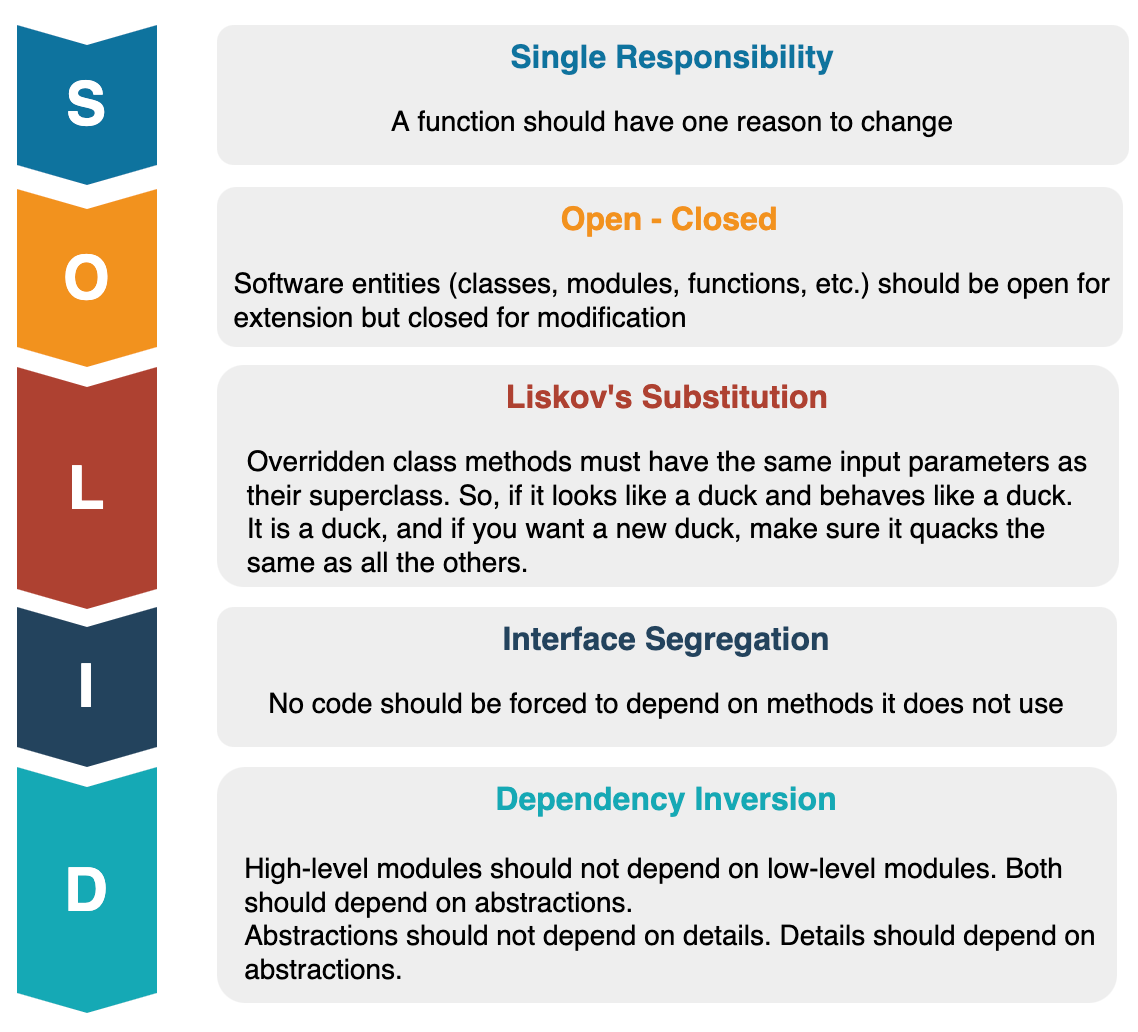 S
Single Responsibility
A function should have one reason to change
O
Open - Closed
Software entities (classes, modules, functions, etc.) should be open for
extension but closed for modification
L
Liskov's Substitution
Overridden class methods must have the same input parameters as
their superclass. So, if it looks like a duck and behaves like a duck.
It is a duck, and if you want a new duck, make sure it quacks the
same as all the others.
I
Interface Segregation
No code should be forced to depend on methods it does not use
D
Dependency Inversion
High-level modules should not depend on low-level modules. Both
should depend on abstractions.
Abstractions should not depend on details. Details should depend on
abstractions.